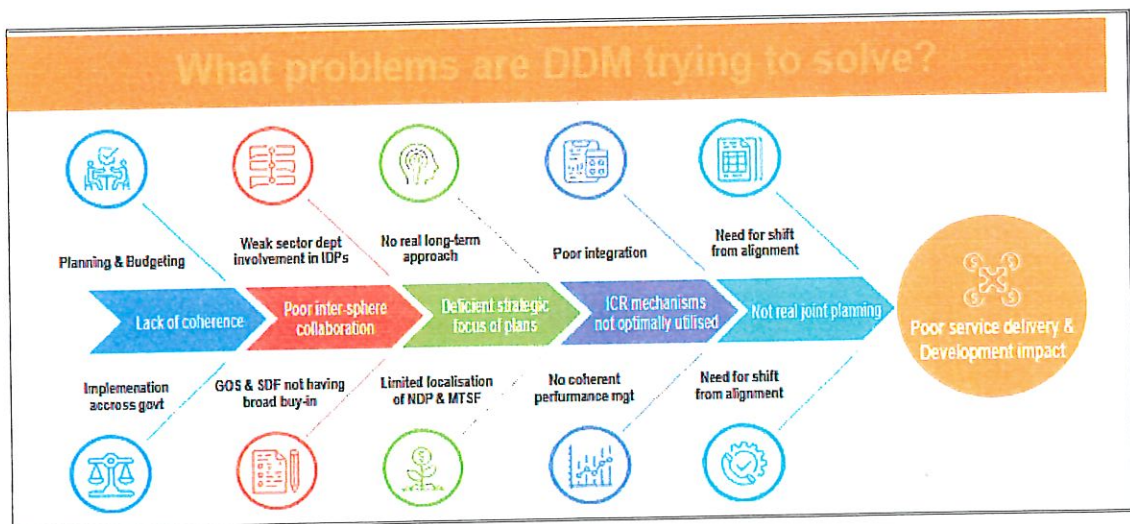 What problems are DDM trying to solve?
Planning & Budgeting
Weak sector dept
involvement in IDPs
No real long-term
approach
Poor integration
Need for shift
from alignment
Lack of coherence
Poor inter-sphere
collaboration
Deficient strategic
focus of plans
ICR mechanisms
not optimally utilised
Not real joint planning
Poor service delivery &
Development impact
Implemenation
accross govt
GOS & SDF not having
broad buy-in
Limited localisation
of NDP & MTSF
No coherent
performance mgt
Need for shift
from alignment